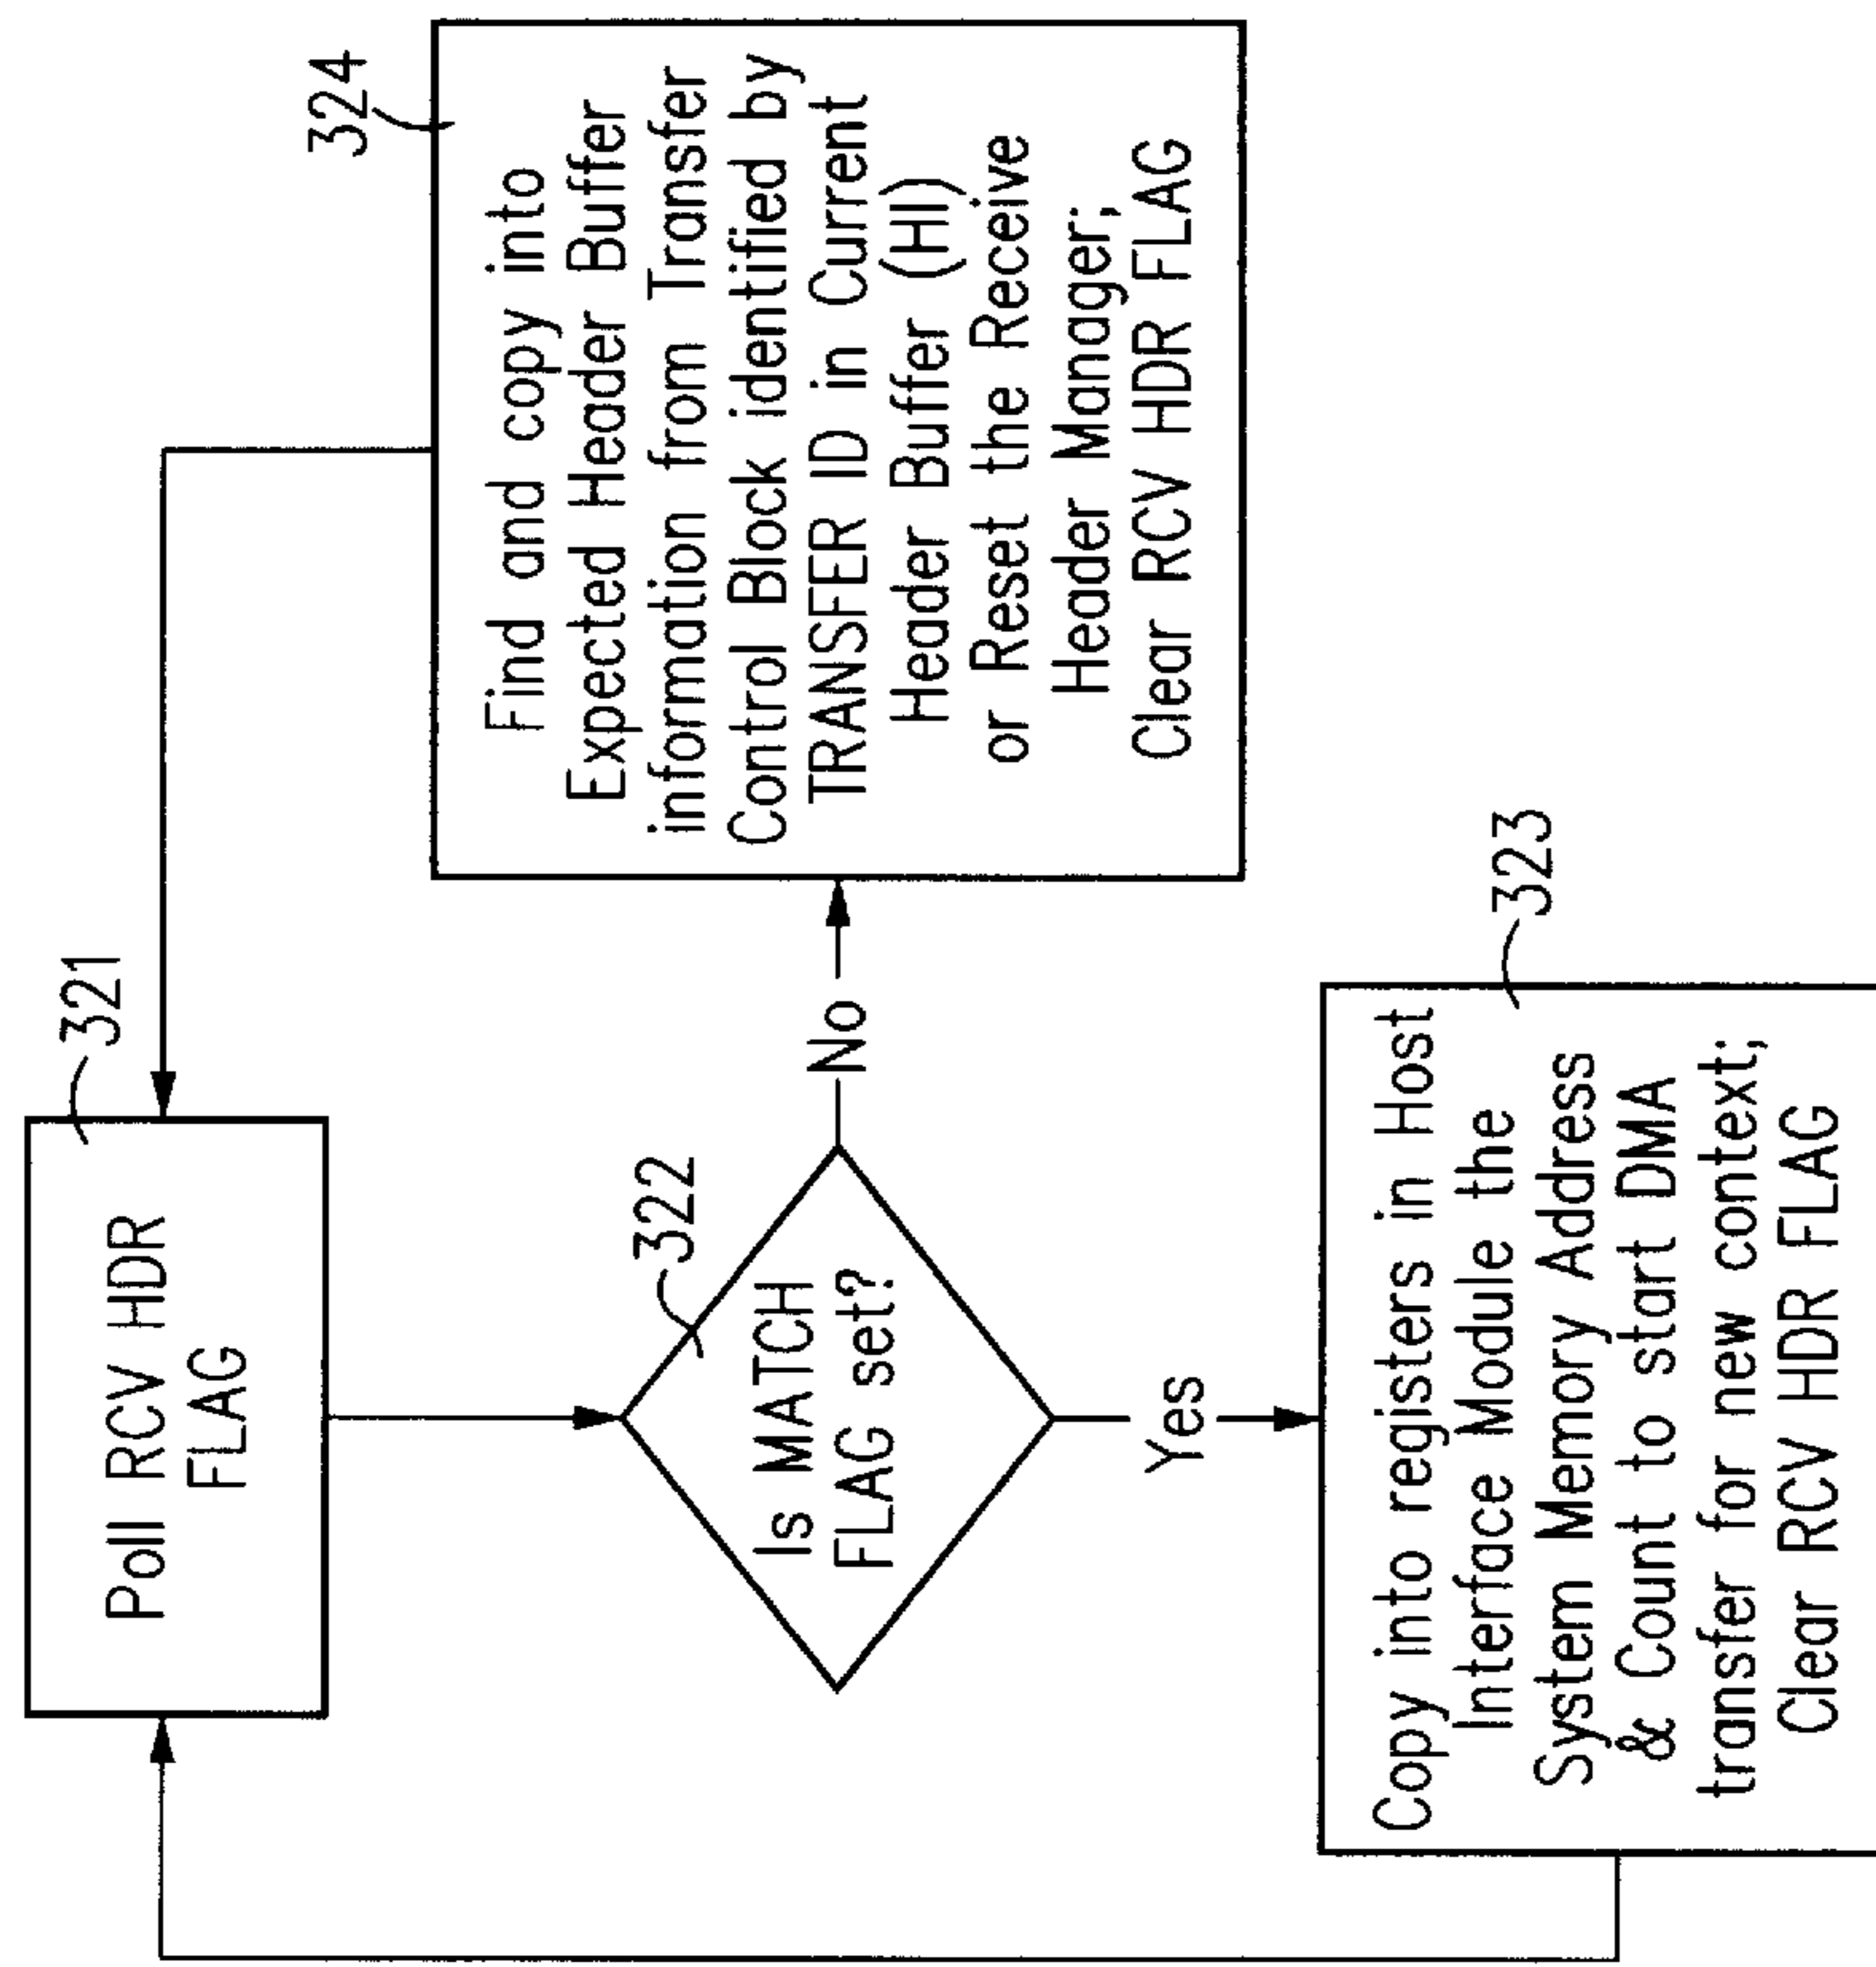 321
Poll RCV HDR
FLAG
322
Is MATCH
FLAG set?
No
Yes
324
Find and copy into
Expected Header Buffer
information from Transfer
Control Block identified by
TRANSFER ID in Current
Header Buffer (HI)
or Reset the Receive
Header Manager;
Clear RCV HDR FLAG
323
Copy into registers in Host
Interface Module the
System Memory Address
& Count to start DMA
transfer for new context;
Clear RCV HDR FLAG